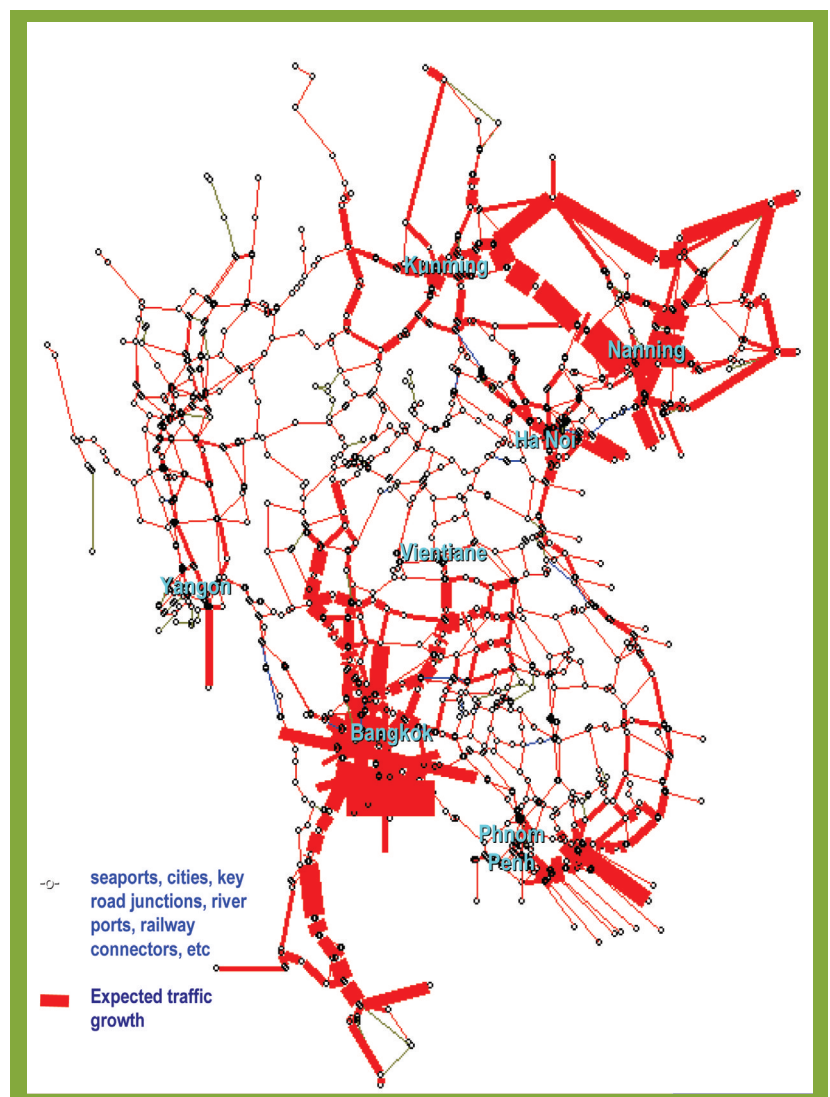 Kunming
Nanning
Ha Noi
Vientiane
Yangon
Bangkok
Phnom
Penh
seaports, cities, key
road junctions, river
ports, railway
connectors, etc
Expected traffic
growth